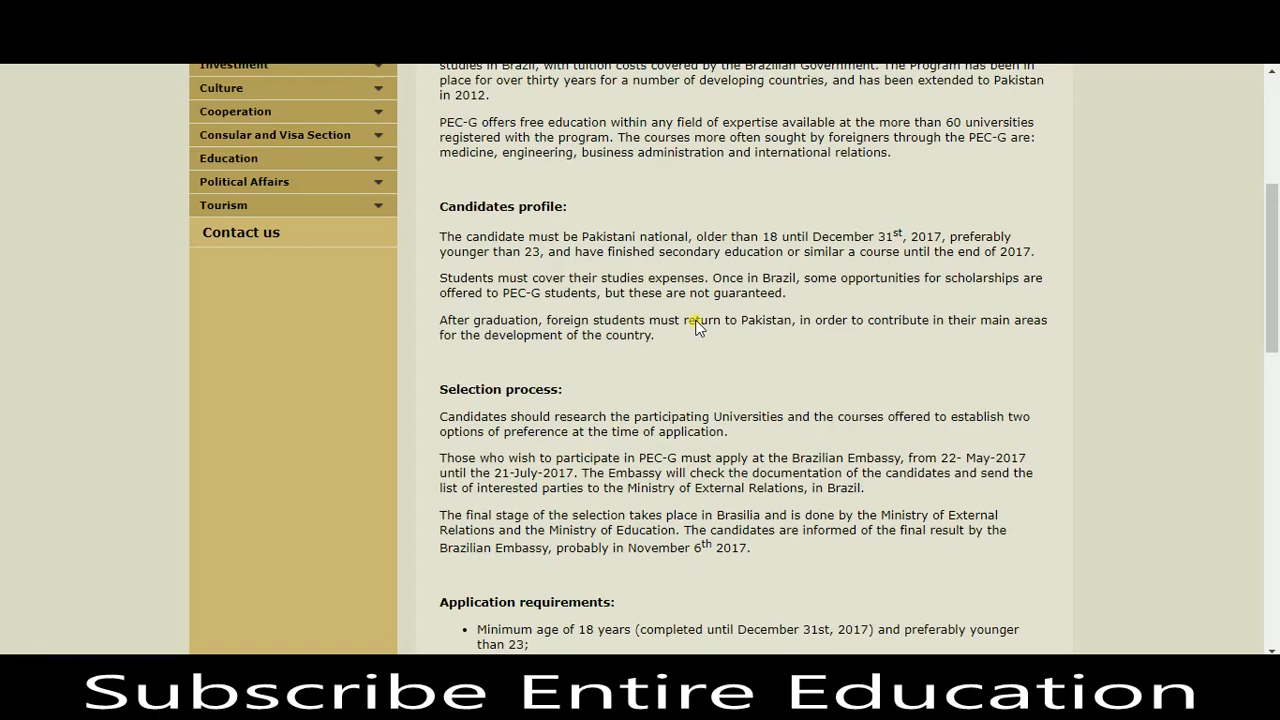 Investment
Culture
Cooperation
Consular and Visa Section
Education
Political Affairs
Tourism
Contact us
studies in Brazil, with tuition costs covered by the Brazilian Government. The Program has been in
place for over thirty years for a number of developing countries, and has been extended to Pakistan
in 2012.
PEC-G offers free education within any field of expertise available at the more than 60 universities
registered with the program. The courses more often sought by foreigners through the PEC-G are:
medicine, engineering, business administration and international relations.
Candidates profile:
The candidate must be Pakistani national, older than 18 until December 31st, 2017, preferably
younger than 23, and have finished secondary education or similar a course until the end of 2017.
Students must cover their studies expenses. Once in Brazil, some opportunities for scholarships are
offered to PEC-G students, but these are not guaranteed.
After graduation, foreign students must return to Pakistan, in order to contribute in their main areas
for the development of the country.
Selection process:
Candidates should research the participating Universities and the courses offered to establish two
options of preference at the time of application.
Those who wish to participate in PEC-G must apply at the Brazilian Embassy, from 22- May-2017
until the 21-July-2017. The Embassy will check the documentation of the candidates and send the
list of interested parties to the Ministry of External Relations, in Brazil.
The final stage of the selection takes place in Brasilia and is done by the Ministry of External
Relations and the Ministry of Education. The candidates are informed of the final result by the
Brazilian Embassy, probably in November 6th 2017.
Application requirements:
• Minimum age of 18 years (completed until December 31st, 2017) and preferably younger
than 23;
Subscribe Entire Education